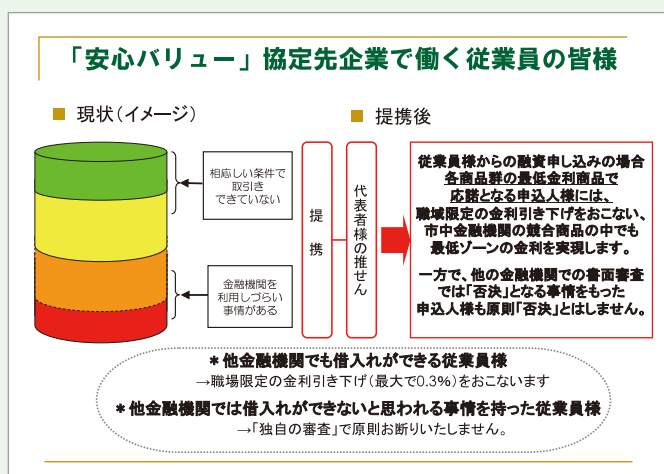 「安心バリュー」協定先企業で働く従業員の皆様
■ 現状（イメージ）
■ 提携後
相応しい条件で
取引き
できていない
金融機関を
利用しづらい
事情がある
提携
代表者様の推せん
従業員様からの融資申し込みの場合
各商品群の最低金利商品で
応諾となる申込人様には、
職域限定の金利引き下げをおこない、
市中金融機関の競合商品の中でも
最低ゾーンの金利を実現します。
一方で、他の金融機関での書面審査
では「否決」となる事情をもった
申込人様も原則「否決」とはしません。
＊他金融機関でも借入れができる従業員様
→職場限定の金利引き下げ（最大で0.3%）をおこないます
＊他金融機関では借入れができないと思われる事情を持った従業員様
→「独自の審査」で原則お断りいたしません。